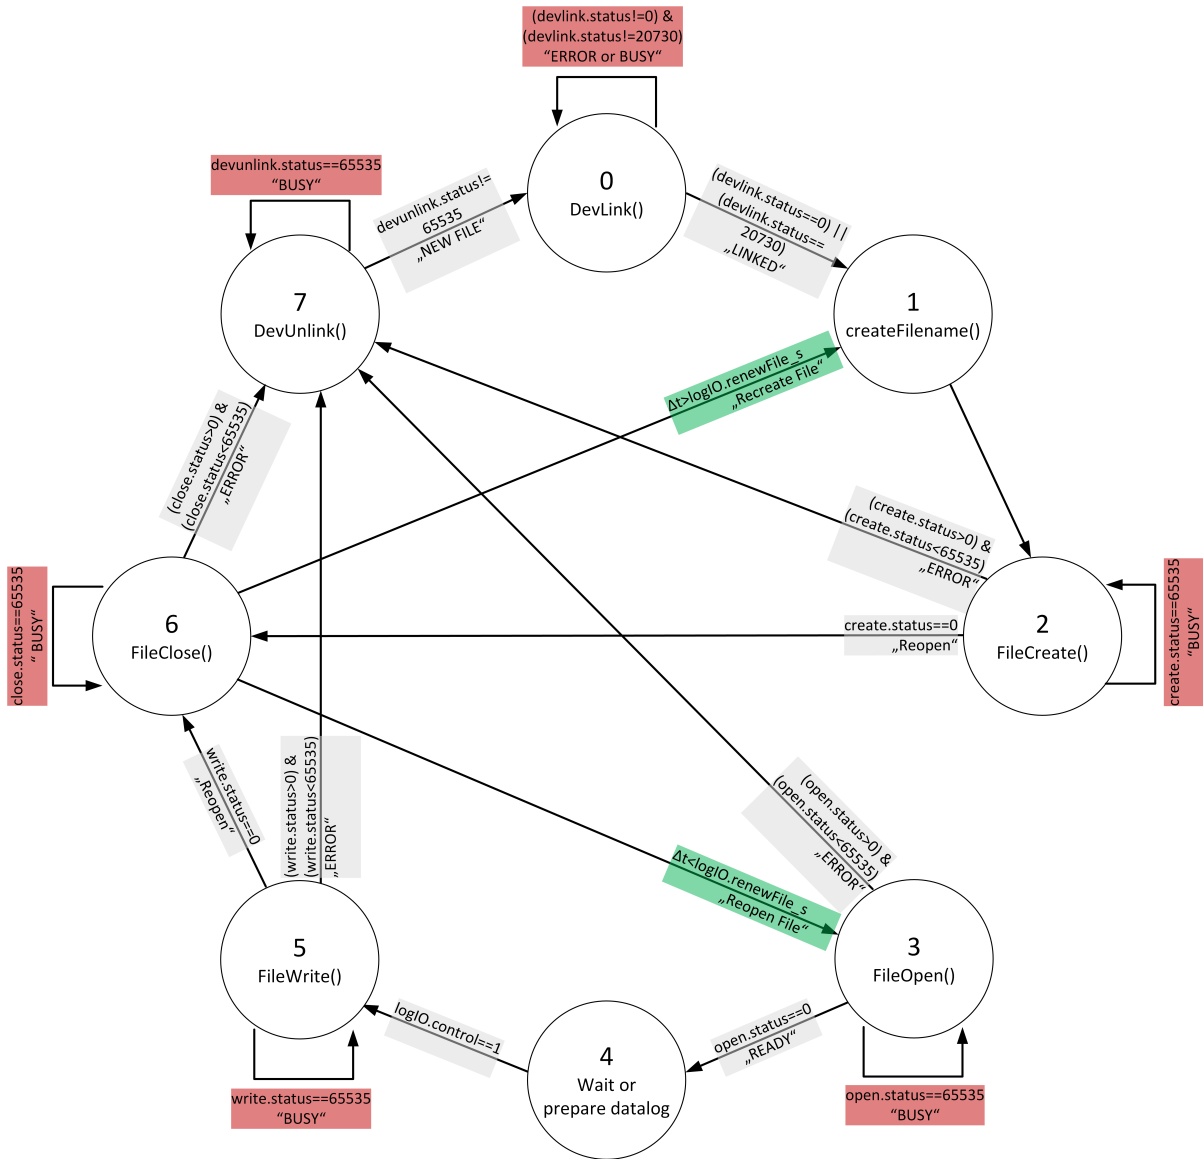 (devlink.status!=0) &
(devlink.status!=20730)
“ERROR or BUSY“
0
DevLink()
devunlink.status==65535
“BUSY“
devunlink.status!=
65535
„NEW FILE“
(devlink.status==0) ||
(devlink.status==
20730)
„LINKED“
7
DevUnlink()
1
createFilename()
Δt>logIO.renewFile_s
„Recreate File“
(close.status>0) &
(close.status<65535)
„ERROR“
(create.status>0) &
(create.status<65535)
„ERROR“
close.status==65535
“ BUSY“
6
FileClose()
create.status==0
„Reopen“
2
FileCreate()
create.status==65535
“BUSY“
write.status==0
„Reopen“
(write.status>0) &
(write.status<65535)
„ERROR“
(open.status>0) &
(open.status<65535)
„ERROR“
Δt<logIO.renewFile_s
„Reopen File“
5
FileWrite()
3
FileOpen()
logIO.control==1
open.status==0
„READY“
4
Wait or
prepare datalog
write.status==65535
“BUSY“
open.status==65535
“BUSY“